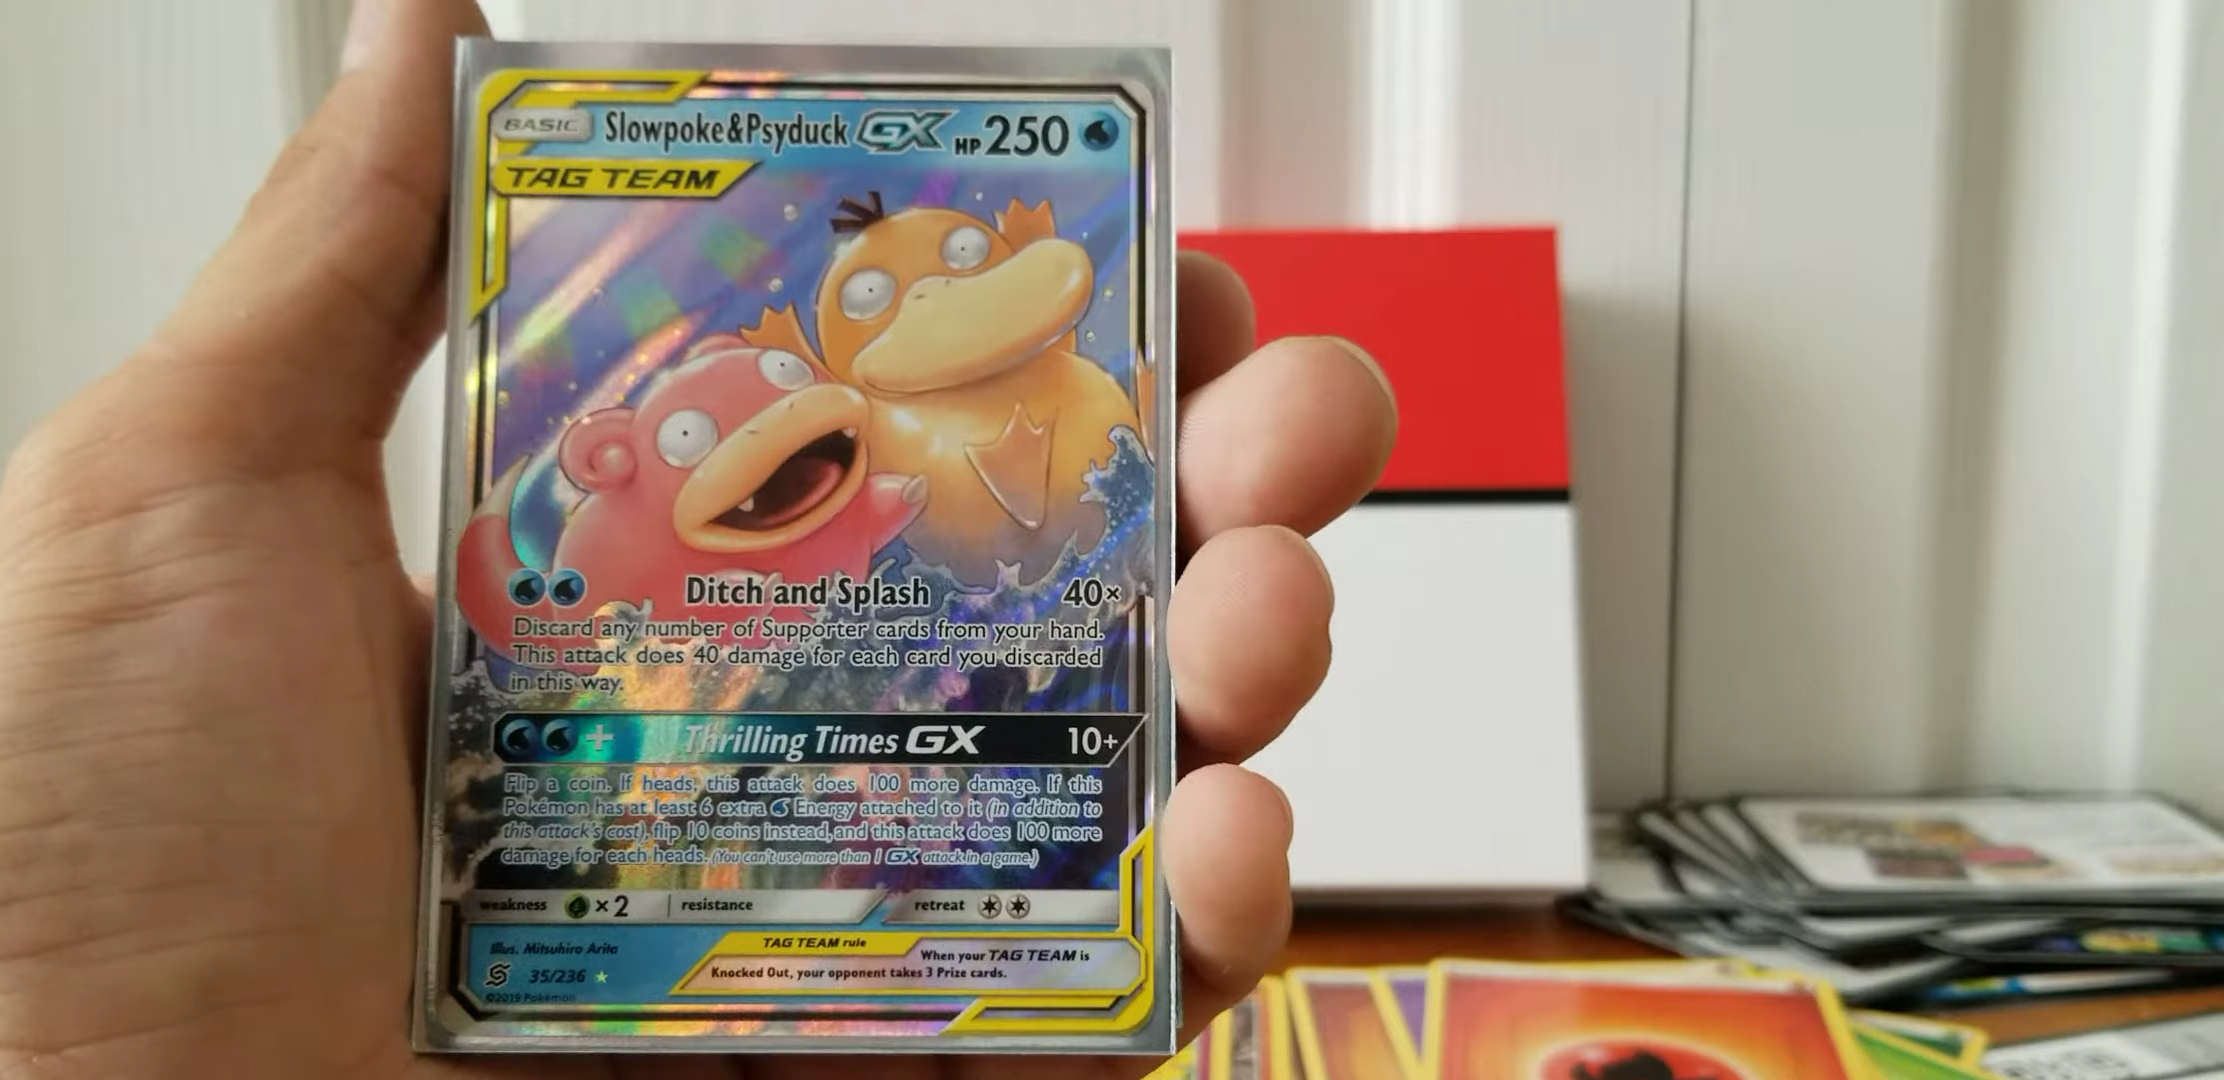 BASIC Slowpoke&Psyduck GX HP 250
TAG TEAM
Ditch and Splash 40×
Discard any number of Supporter cards from your hand.
This attack does 40 damage for each card you discarded
in this way.
+ Thrilling Times GX 10+
Flip a coin. If heads, this attack does 100 more damage. If this
Pokémon has at least 6 extra Energy attached to it (in addition to
this attack's cost), flip 10 coins instead, and this attack does 100 more
damage for each heads. (You can't use more than 1 GX attack in a game.)
weakness ×2 resistance retreat
Illus. Mitsuhiro Arita
TAG TEAM rule
When your TAG TEAM is
Knocked Out, your opponent takes 3 Prize cards.
35/236
©2019 Pokémon